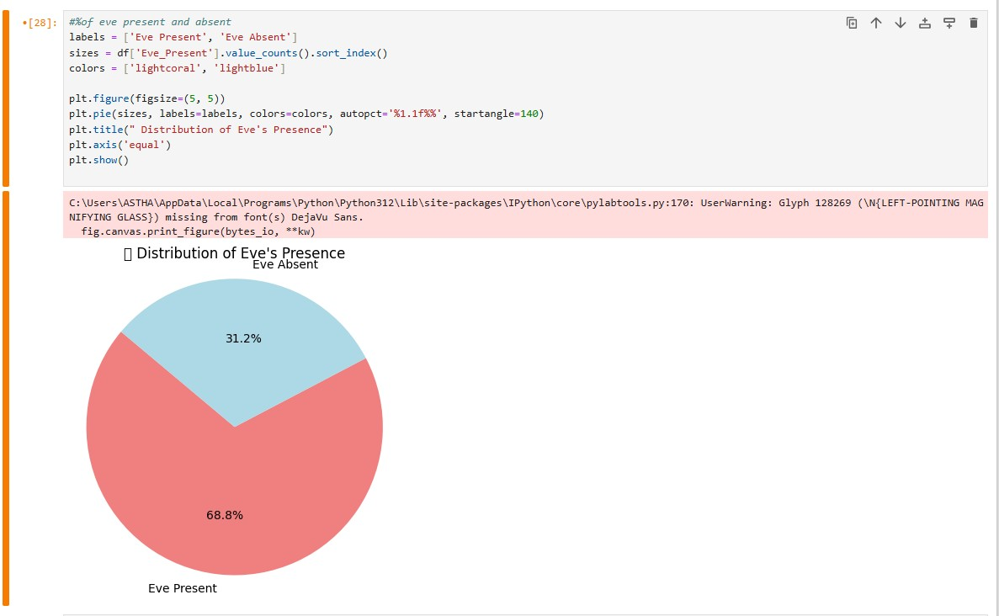 •[28]:
#%of eve present and absent
labels = ['Eve Present', 'Eve Absent']
sizes = df['Eve_Present'].value_counts().sort_index()
colors = ['lightcoral', 'lightblue']
plt.figure(figsize=(5, 5))
plt.pie(sizes, labels=labels, colors=colors, autopct='%1.1f%%', startangle=140)
plt.title(" Distribution of Eve's Presence")
plt.axis('equal')
plt.show()
C:\Users\ASTHA\AppData\Local\Programs\Python\Python312\Lib\site-packages\IPython\core\pylabtools.py:170: UserWarning: Glyph 128269 (\N{LEFT-POINTING MAG
NIFYING GLASS}) missing from font(s) DejaVu Sans.
fig.canvas.print_figure(bytes_io, **kw)
▯ Distribution of Eve's Presence
Eve Absent
31.2%
68.8%
Eve Present